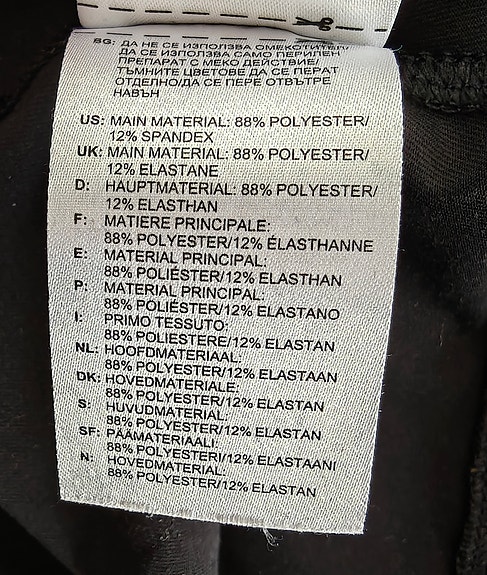 BG: ДА НЕ СЕ ИЗПОЛЗВА ОМЕКОТИТЕЛ/
ДА СЕ ИЗПОЛЗВА САМО ПЕРИЛЕН
ПРЕПАРАТ С МЕКО ДЕЙСТВИЕ/
ТЪМНИТЕ ЦВЕТОВЕ ДА СЕ ПЕРАТ
ОТДЕЛНО/ДА СЕ ПЕРЕ ОТВЪТРЕ
НАВЪН
US: MAIN MATERIAL: 88% POLYESTER/
12% SPANDEX
UK: MAIN MATERIAL: 88% POLYESTER/
12% ELASTANE
D: HAUPTMATERIAL: 88% POLYESTER/
12% ELASTHAN
F: MATIERE PRINCIPALE:
88% POLYESTER/12% ÉLASTHANNE
E: MATERIAL PRINCIPAL:
88% POLIÉSTER/12% ELASTHAN
P: MATERIAL PRINCIPAL:
88% POLIÉSTER/12% ELASTANO
I: PRIMO TESSUTO:
88% POLIESTERE/12% ELASTAN
NL: HOOFDMATERIAAL:
88% POLYESTER/12% ELASTAAN
DK: HOVEDMATERIALE:
88% POLYESTER/12% ELASTAN
S: HUVUDMATERIAL:
88% POLYESTER/12% ELASTAN
SF: PÄÄMATERIAALI:
88% POLYESTERI/12% ELASTAANI
N: HOVEDMATERIAL:
88% POLYESTER/12% ELASTAN